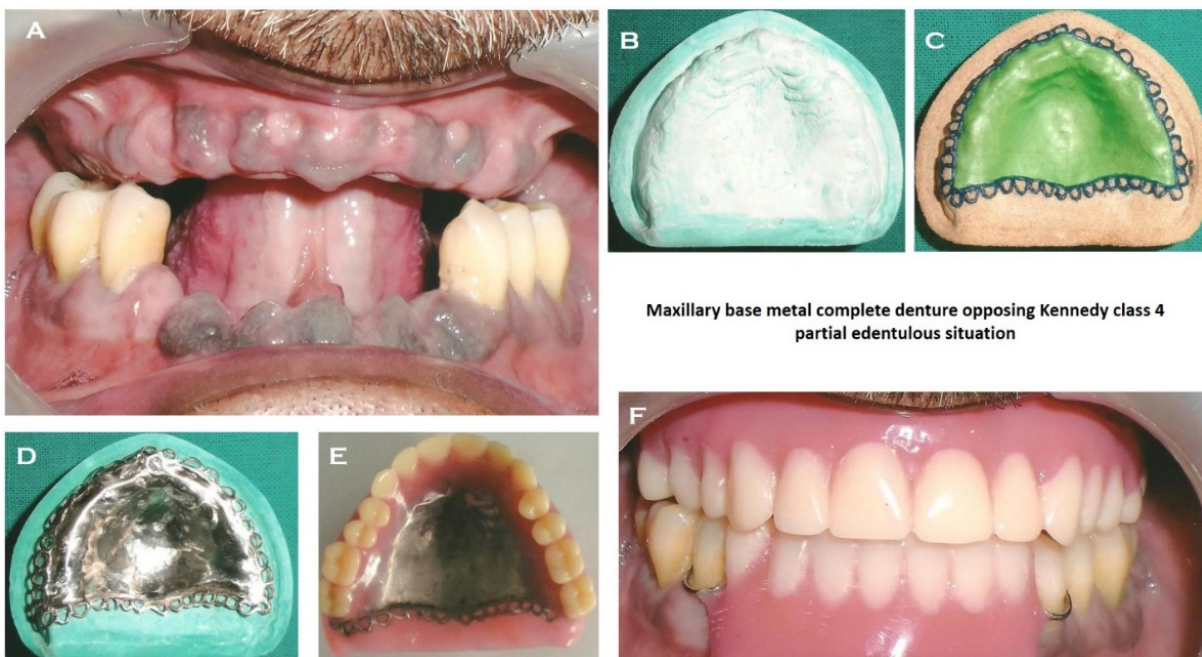 A
B
C
Maxillary base metal complete denture opposing Kennedy class 4
partial edentulous situation
D
E
F